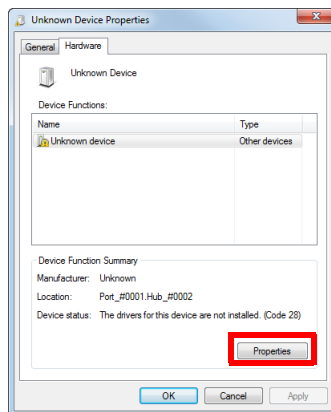 Unknown Device Properties
General Hardware
Unknown Device
Device Functions:
Name Type
Unknown device Other devices
Device Function Summary
Manufacturer: Unknown
Location: Port_#0001.Hub_#0002
Device status: The drivers for this device are not installed. (Code 28)
Properties
OK Cancel Apply